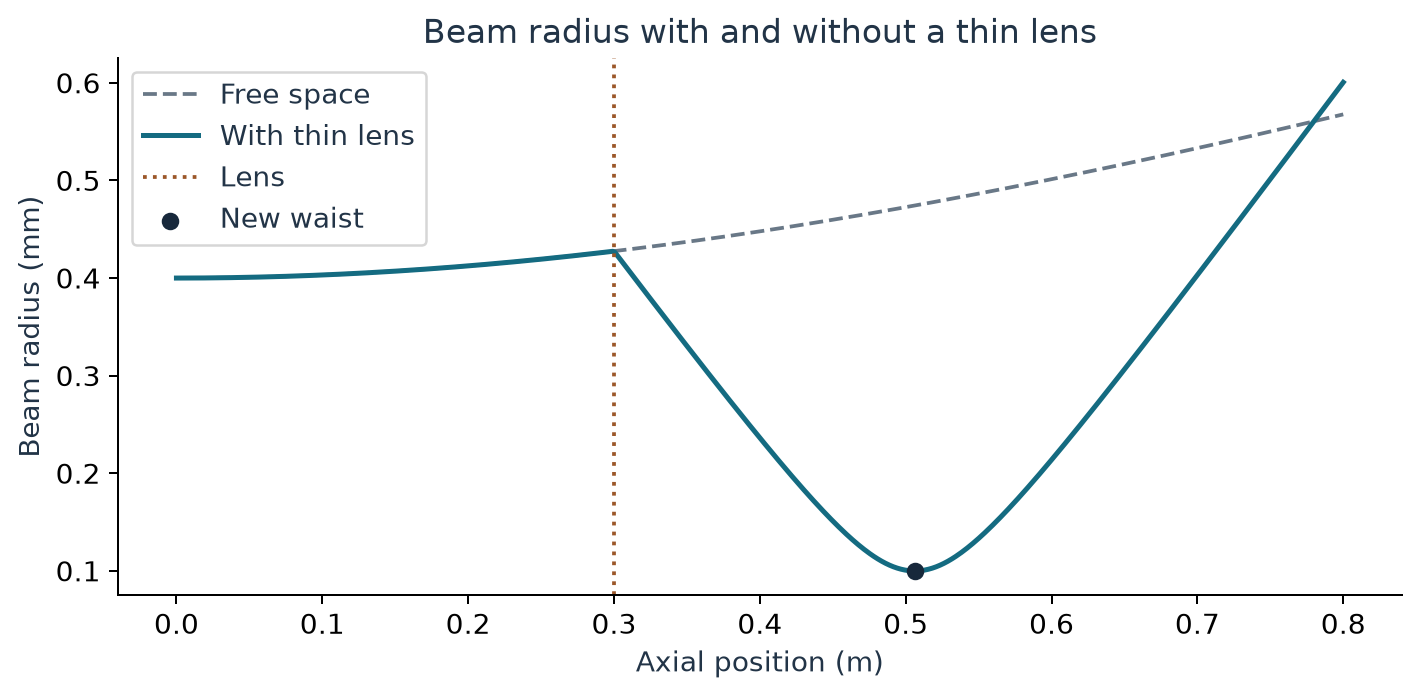 Beam radius with and without a thin lens
Free space
With thin lens
Lens
New waist
Beam radius (mm)
0.6
0.5
0.4
0.3
0.2
0.1
0.0 0.1 0.2 0.3 0.4 0.5 0.6 0.7 0.8
Axial position (m)